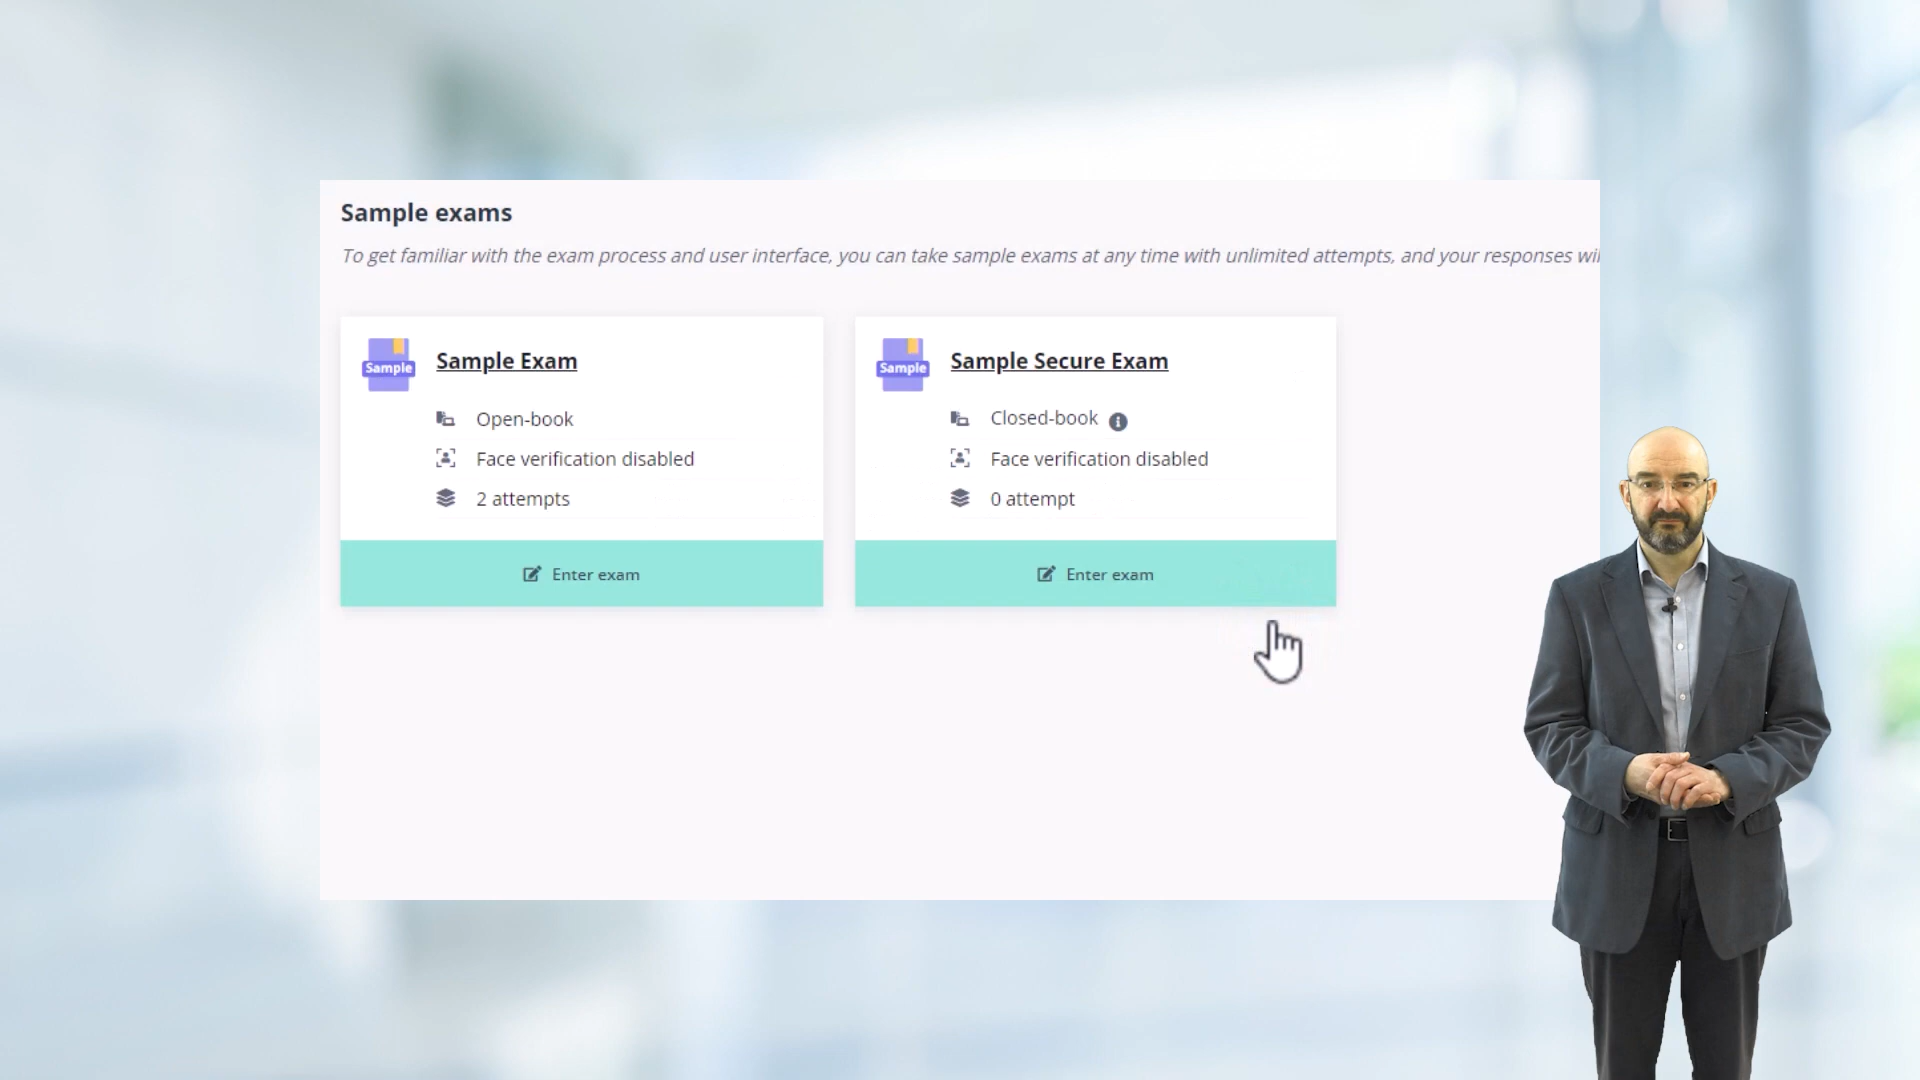 Sample exams
To get familiar with the exam process and user interface, you can take sample exams at any time with unlimited attempts, and your responses wil
Sample
Sample Exam
Open-book
Face verification disabled
2 attempts
Enter exam
Sample
Sample Secure Exam
Closed-book
Face verification disabled
0 attempt
Enter exam